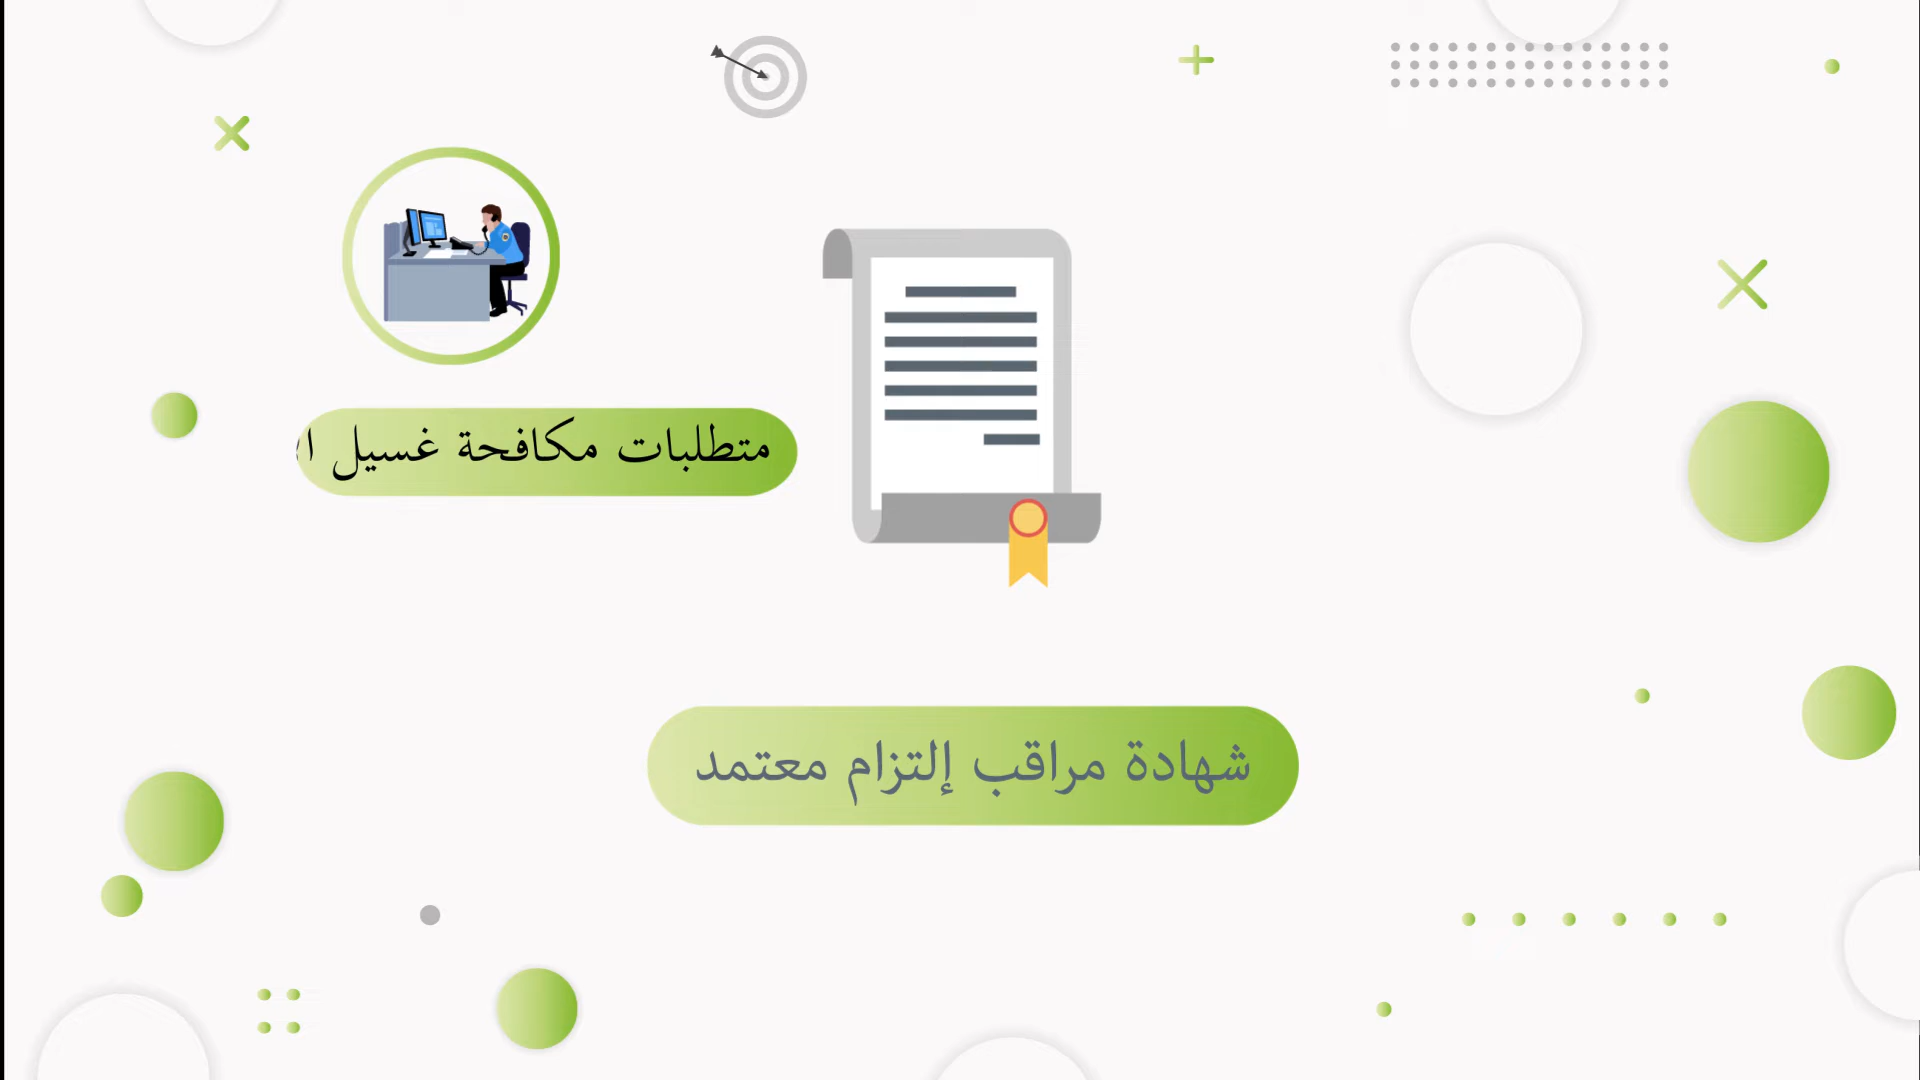 متطلبات مكافحة غسيل ا
شهادة مراقب إلتزام معتمد